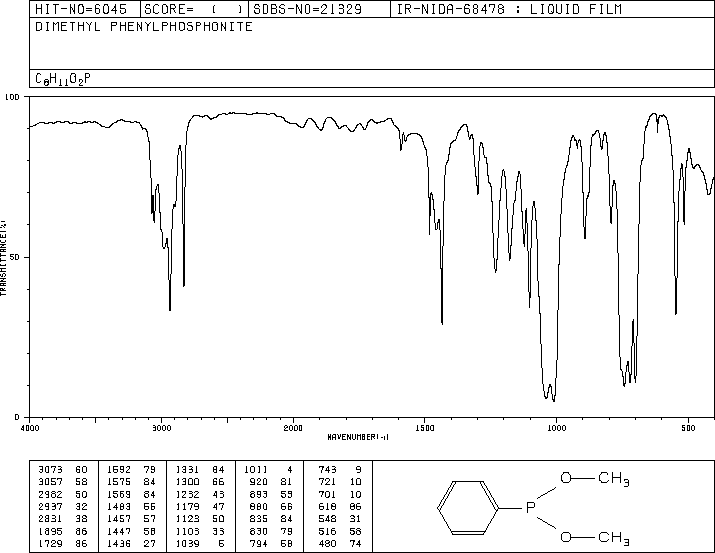 HIT-NO=6045 SCORE= ( ) SDBS-NO=21329 IR-NIDA-68478 : LIQUID FILM
DIMETHYL PHENYLPHOSPHONITE
C8H11O2P
100
50
0
TRANSMITTANCE(%)
4000 3000 2000 1500 1000 500
WAVENUMBER(-1)
3073 60 1592 79 1331 84 1011 4 743 9
3057 58 1575 84 1300 66 920 81 721 10
2982 50 1569 84 1232 43 893 53 701 10
2937 32 1483 55 1179 47 880 66 618 86
2831 38 1457 57 1123 50 835 84 548 31
1895 86 1447 58 1103 33 830 79 516 58
1729 86 1436 27 1039 5 794 58 480 74
O CH3
P
O CH3